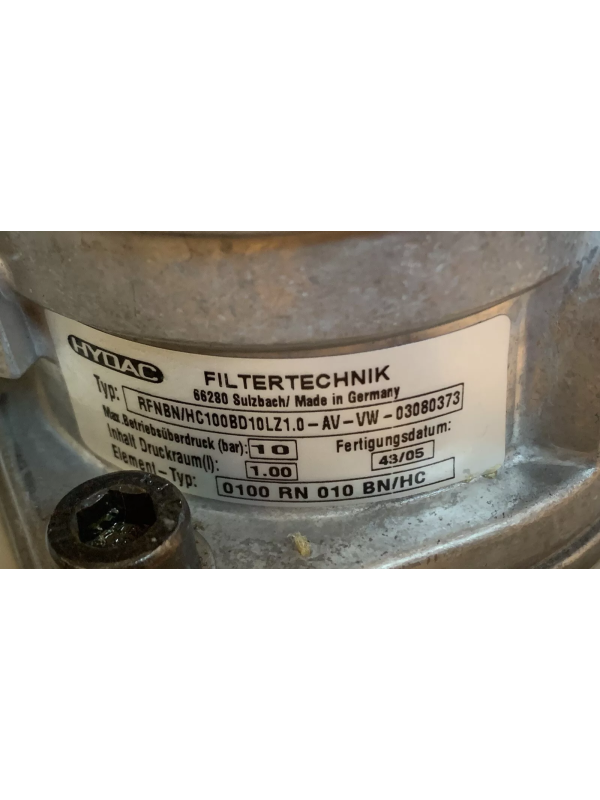 HYDAC
FILTERTECHNIK
66280 Sulzbach/ Made in Germany
Typ: RFNBN/HC100BD10LZ1.0-AV-VW-03080373
Max.Betriebsüberdruck (bar): 10 Fertigungsdatum:
Inhalt Druckraum(l): 1.00 43/05
Element-Typ: 0100 RN 010 BN/HC